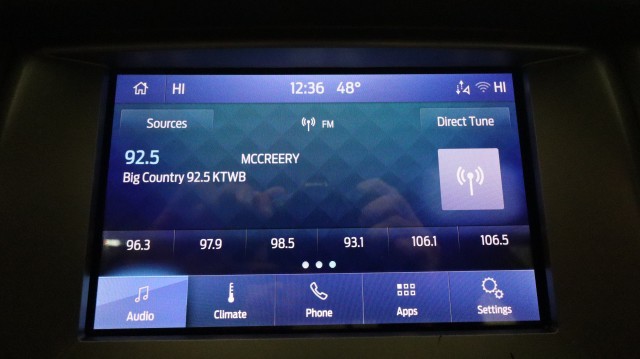 HI 12:36 48° HI
Sources FM Direct Tune
92.5 MCCREERY
Big Country 92.5 KTWB
96.3 97.9 98.5 93.1 106.1 106.5
Audio Climate Phone Apps Settings